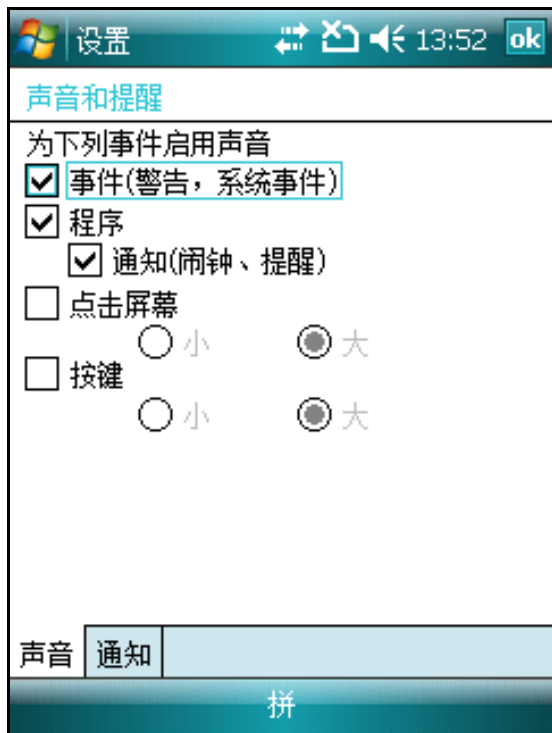 设置 13:52 ok
声音和提醒
为下列事件启用声音
事件(警告，系统事件)
程序
通知(闹钟、提醒)
点击屏幕
小 大
按键
小 大
声音 通知
拼